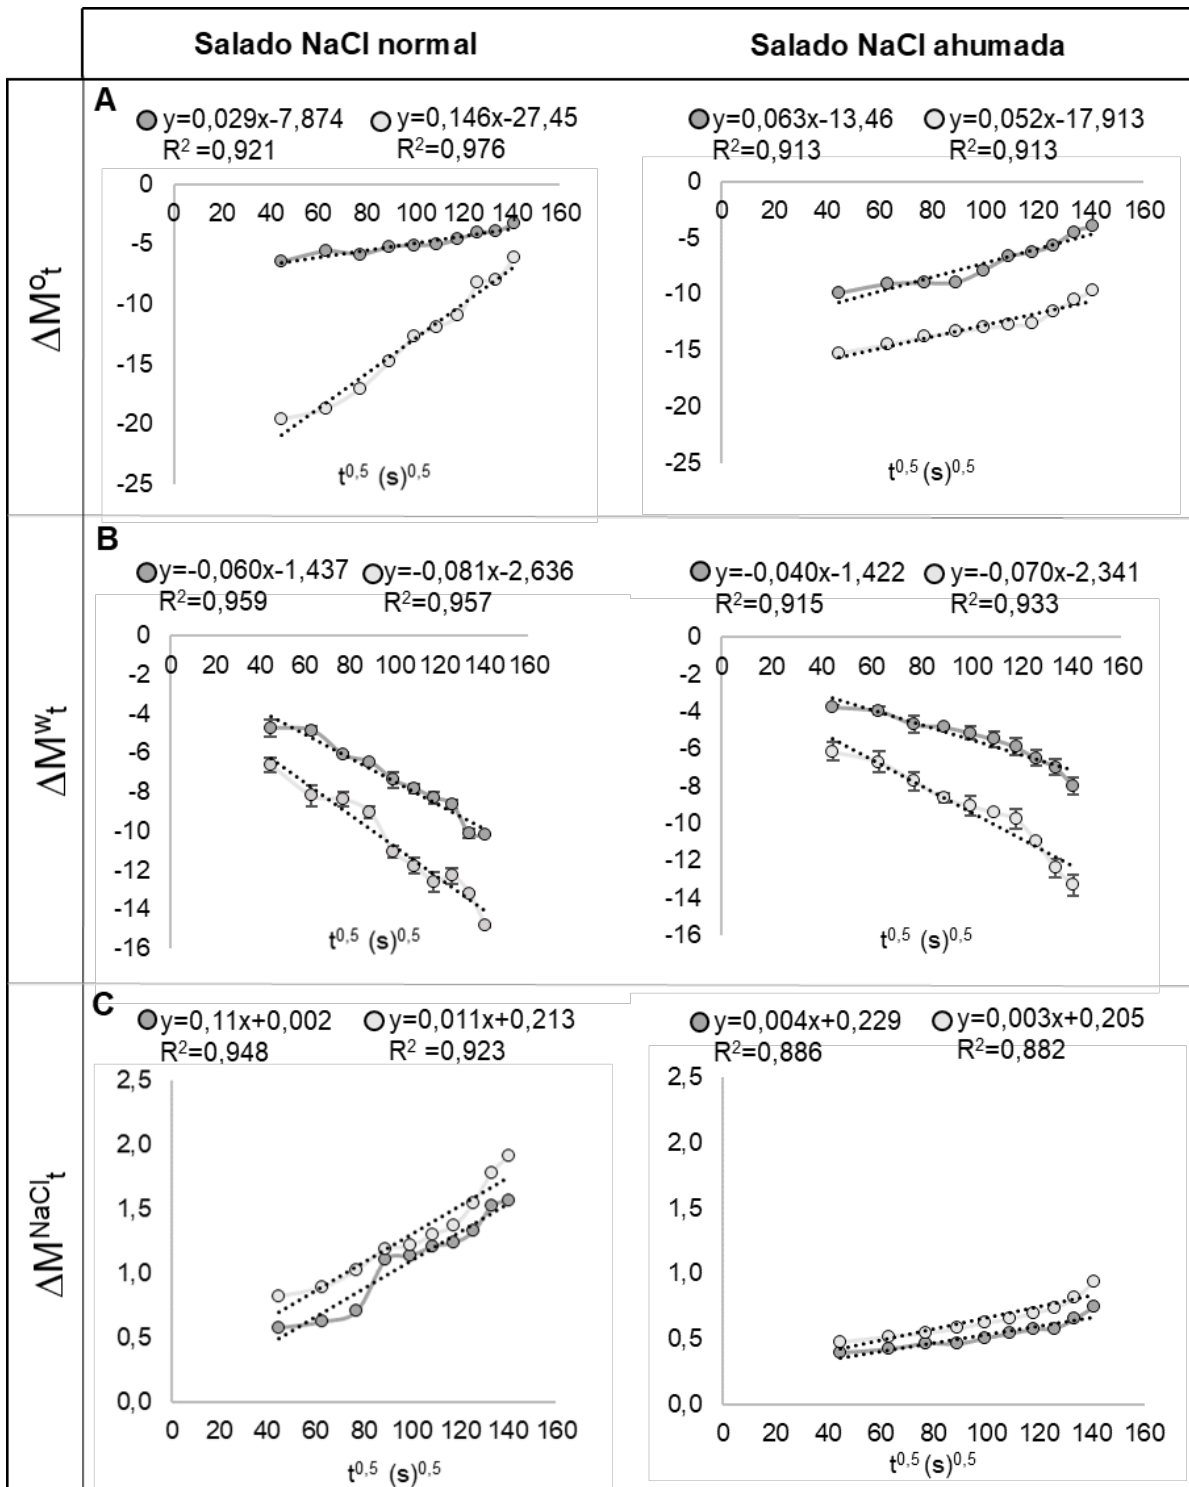 Salado NaCl normal
Salado NaCl ahumada
A
y=0,029x-7,874
R² =0,921
y=0,146x-27,45
R²=0,976
y=0,063x-13,46
R²=0,913
y=0,052x-17,913
R²=0,913
ΔMᵒt
0
-5
-10
-15
-20
-25
0 20 40 60 80 100 120 140 160
t⁰,⁵ (s)⁰,⁵
0
-5
-10
-15
-20
-25
0 20 40 60 80 100 120 140 160
t⁰,⁵ (s)⁰,⁵
B
y=-0,060x-1,437
R²=0,959
y=-0,081x-2,636
R²=0,957
y=-0,040x-1,422
R²=0,915
y=-0,070x-2,341
R²=0,933
ΔMʷt
0
-2
-4
-6
-8
-10
-12
-14
-16
0 20 40 60 80 100 120 140 160
t⁰,⁵ (s)⁰,⁵
0
-2
-4
-6
-8
-10
-12
-14
-16
0 20 40 60 80 100 120 140 160
t⁰,⁵ (s)⁰,⁵
C
y=0,11x+0,002
R²=0,948
y=0,011x+0,213
R² =0,923
y=0,004x+0,229
R²=0,886
y=0,003x+0,205
R²=0,882
ΔMᴺᵃᶜˡt
2,5
2,0
1,5
1,0
0,5
0,0
0 20 40 60 80 100 120 140 160
t⁰,⁵ (s)⁰,⁵
2,5
2,0
1,5
1,0
0,5
0,0
0 20 40 60 80 100 120 140 160
t⁰,⁵ (s)⁰,⁵